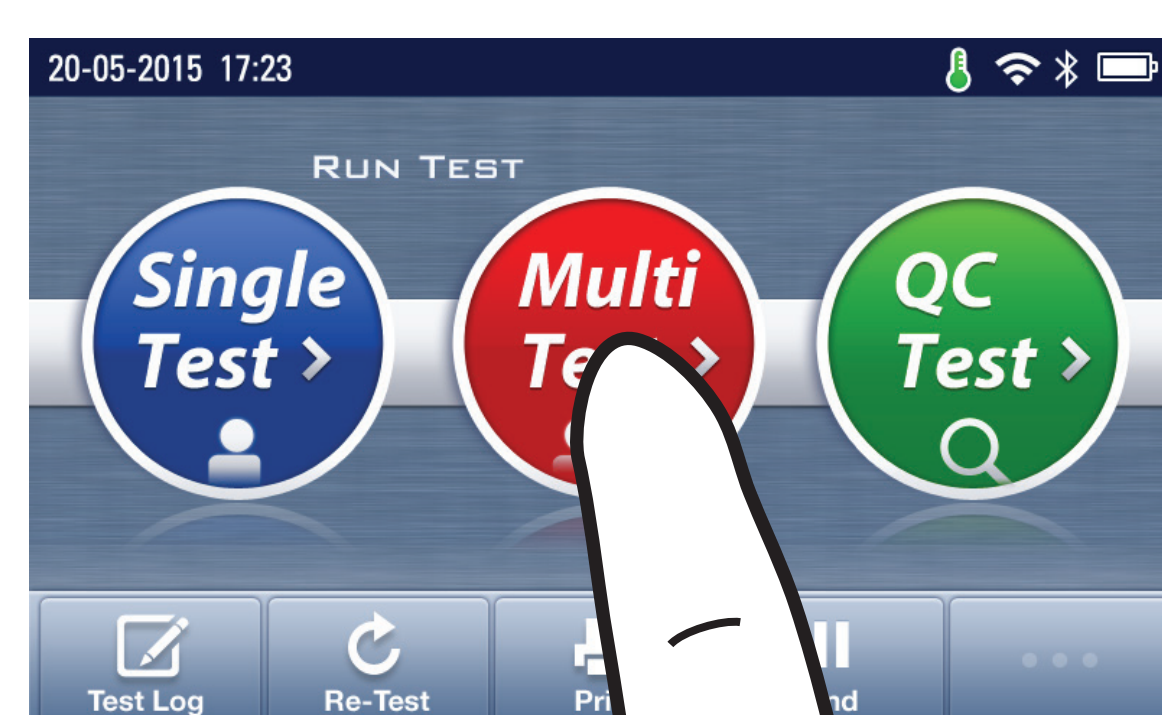 20-05-2015 17:23
RUN TEST
Single
Test
Multi
QC
Test
Test Log
Re-Test